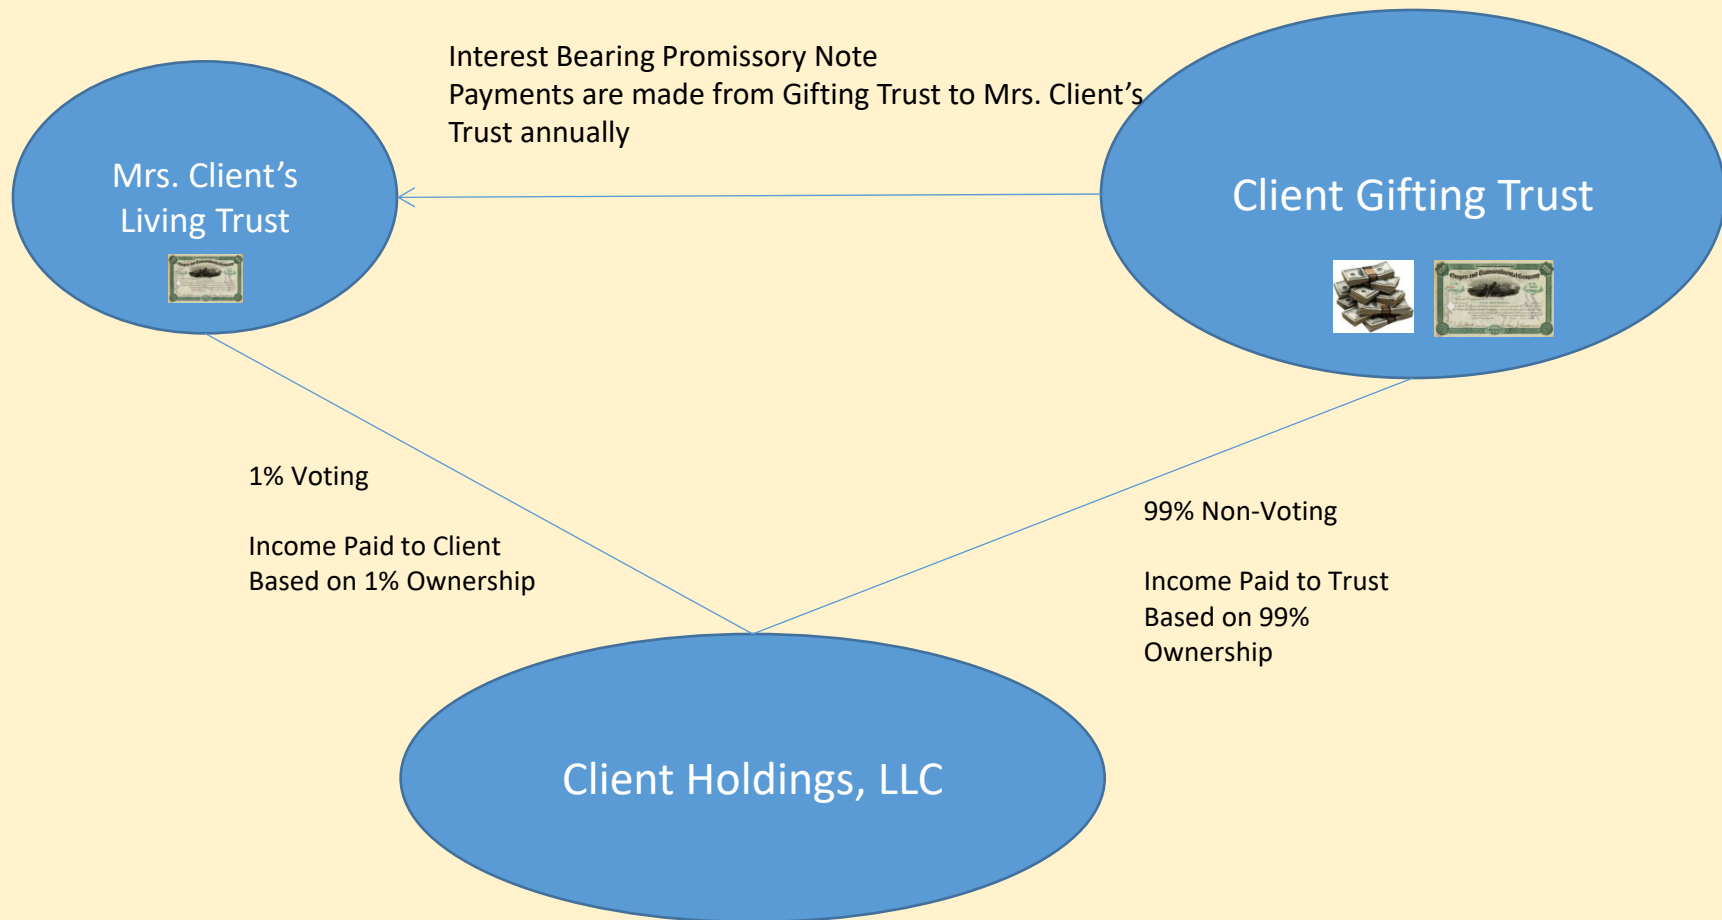 Interest Bearing Promissory Note
Payments are made from Gifting Trust to Mrs. Client’s
Trust annually
Mrs. Client’s
Living Trust
Client Gifting Trust
1% Voting
Income Paid to Client
Based on 1% Ownership
99% Non-Voting
Income Paid to Trust
Based on 99%
Ownership
Client Holdings, LLC